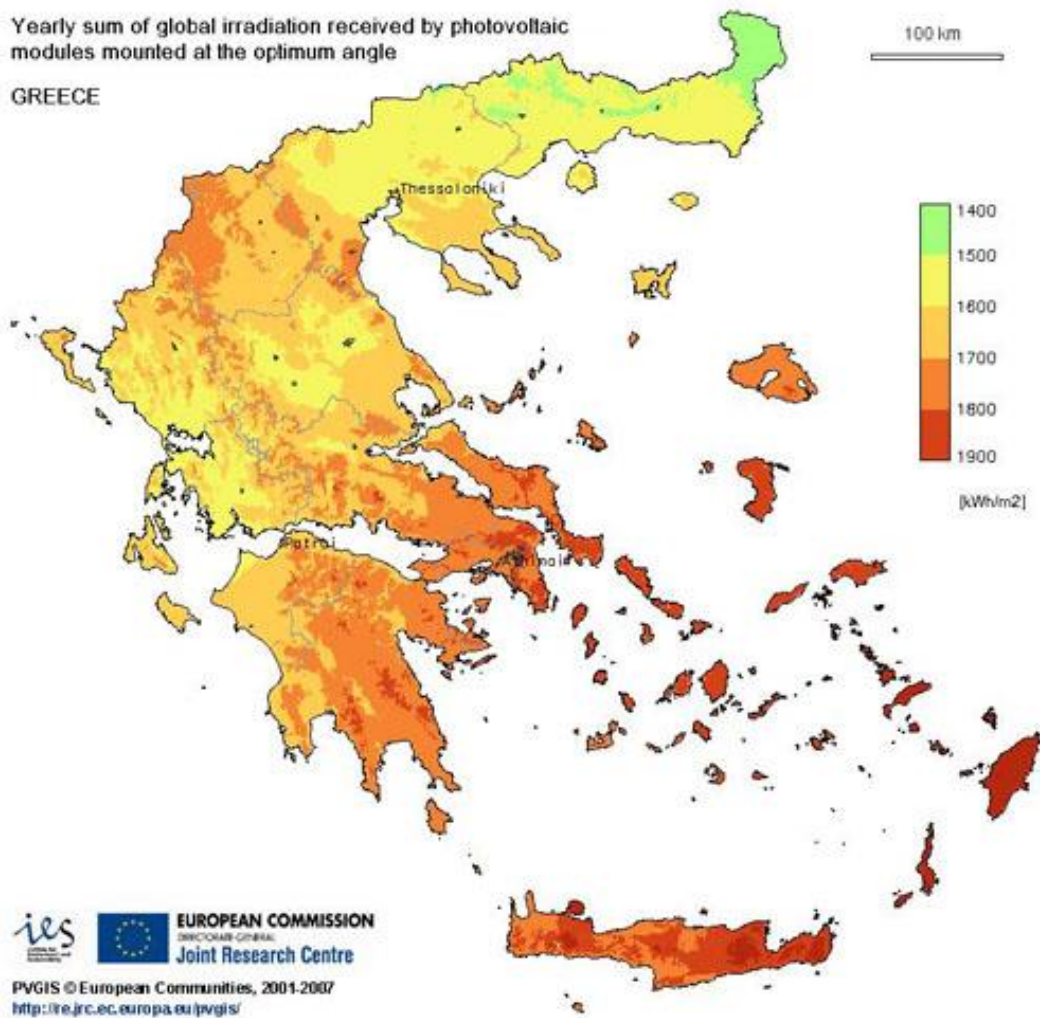 Yearly sum of global irradiation received by photovoltaic
modules mounted at the optimum angle
GREECE
100 km
Thessaloniki
1400
1500
1600
1700
1800
1900
[kWh/m2]
Patrai
ies
EUROPEAN COMMISSION
DIRECTORATE-GENERAL
Joint Research Centre
PVGIS © European Communities, 2001-2007
http://re.jrc.ec.europa.eu/pvgis/